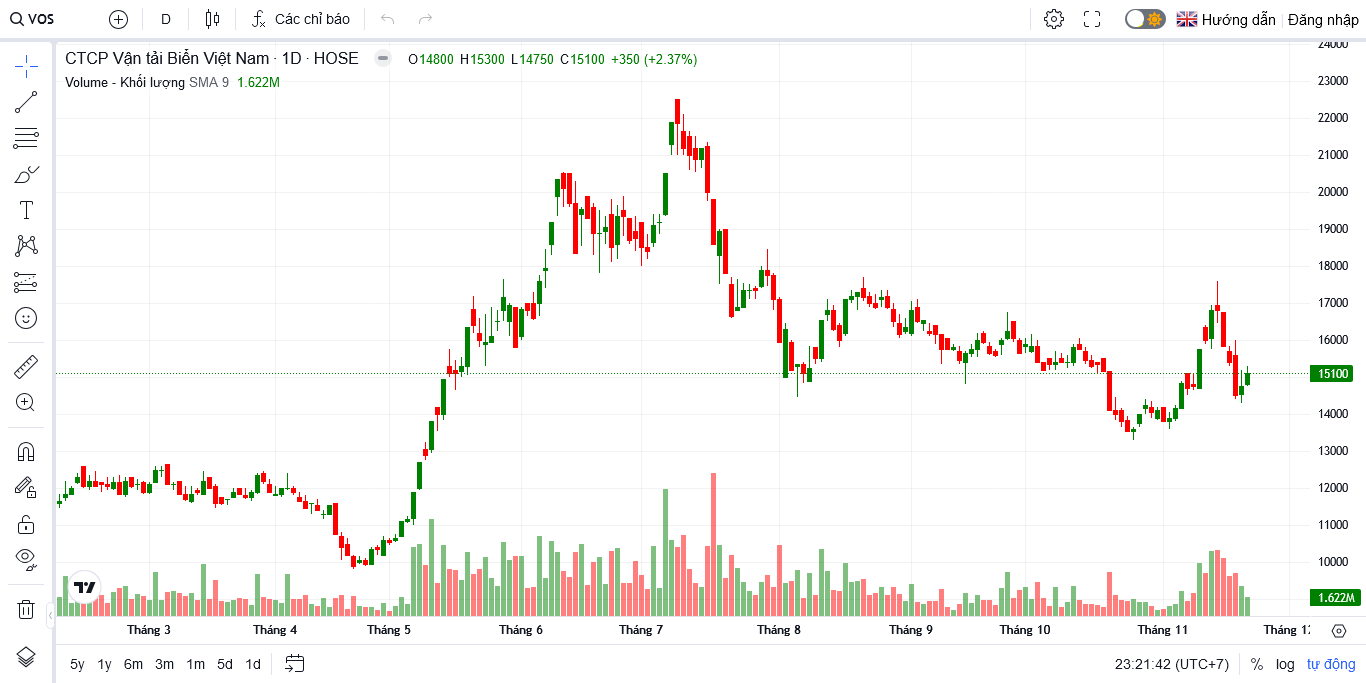 VOS D Các chỉ báo Hướng dẫn Đăng nhập
CTCP Vận tải Biển Việt Nam · 1D · HOSE O14800 H15300 L14750 C15100 +350 (+2.37%)
Volume - Khối lượng SMA 9 1.622M
24000
23000
22000
21000
20000
19000
18000
17000
16000
15100
14000
13000
12000
11000
10000
1.622M
Tháng 3 Tháng 4 Tháng 5 Tháng 6 Tháng 7 Tháng 8 Tháng 9 Tháng 10 Tháng 11 Tháng 12
5y 1y 6m 3m 1m 5d 1d 23:21:42 (UTC+7) % log tự động